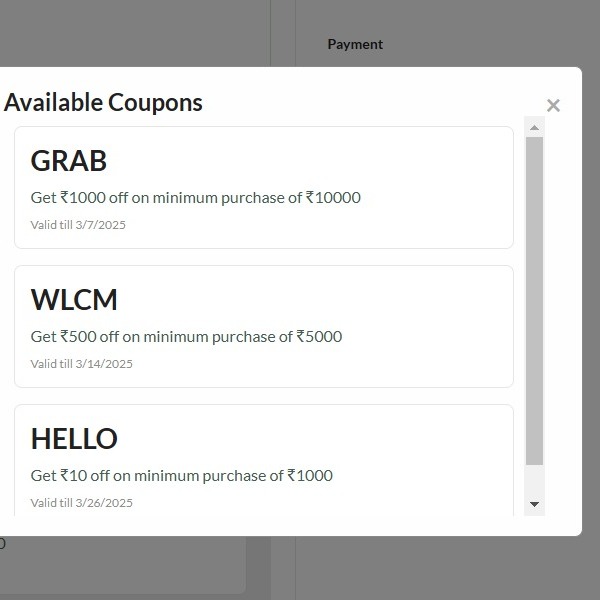 Payment
Available Coupons
×
GRAB
Get ₹1000 off on minimum purchase of ₹10000
Valid till 3/7/2025
WLCM
Get ₹500 off on minimum purchase of ₹5000
Valid till 3/14/2025
HELLO
Get ₹10 off on minimum purchase of ₹1000
Valid till 3/26/2025